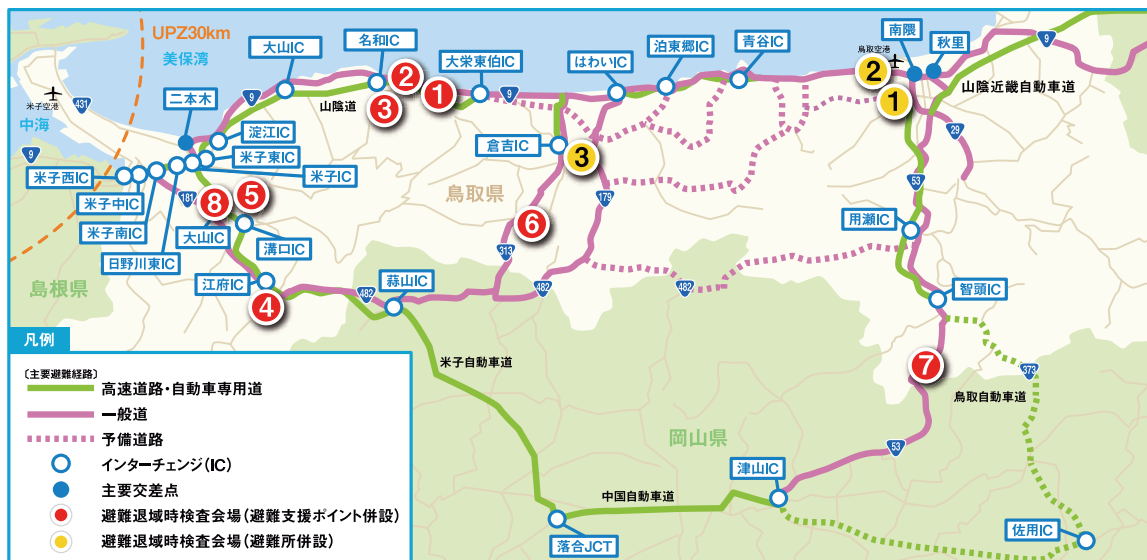 UPZ30km
美保湾
大山IC
名和IC
大栄東伯IC
はわいIC
泊東郷IC
青谷IC
鳥取空港
南隈
秋里
9
山陰近畿自動車道
2
1
431
米子空港
中海
二本木
9
山陰道
2
3
1
9
29
淀江IC
倉吉IC
3
53
9
米子東IC
米子西IC
米子IC
米子中IC
181
8
5
鳥取県
179
米子南IC
大山IC
溝口IC
6
用瀬IC
日野川東IC
313
島根県
江府IC
4
482
蒜山IC
482
482
智頭IC
米子自動車道
7
373
鳥取自動車道
岡山県
53
津山IC
中国自動車道
落合JCT
佐用IC
凡例
〔主要避難経路〕
高速道路・自動車専用道
一般道
予備道路
インターチェンジ(IC)
主要交差点
避難退域時検査会場(避難支援ポイント併設)
避難退域時検査会場(避難所併設)